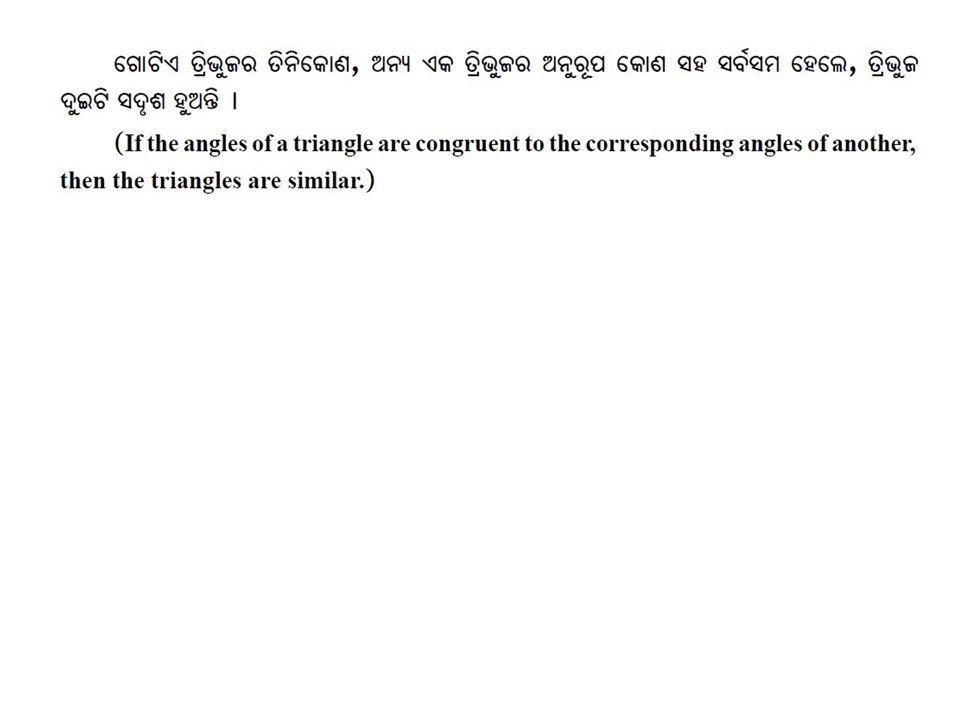 ଗୋଟିଏ ତ୍ରିଭୁଜର ତିନିକୋଣ, ଅନ୍ୟ ଏକ ତ୍ରିଭୁଜର ଅନୁରୂପ କୋଣ ସହ ସର୍ବସମ ହେଲେ, ତ୍ରିଭୁଜ
ଦୁଇଟି ସଦୃଶ ହୁଅନ୍ତି ।
(If the angles of a triangle are congruent to the corresponding angles of another,
then the triangles are similar.)